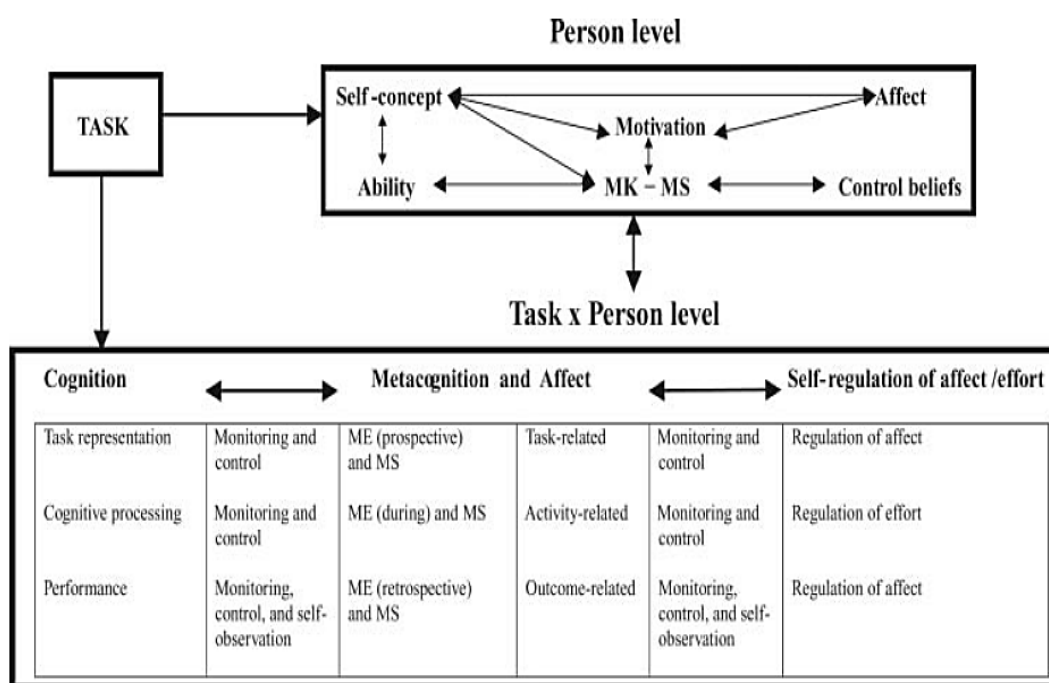 Person level
TASK
Self-concept
Affect
Motivation
Ability
MK – MS
Control beliefs
Task x Person level
Cognition
Metacognition and Affect
Self-regulation of affect /effort
Task representation
Monitoring and
control
ME (prospective)
and MS
Task-related
Monitoring and
control
Regulation of affect
Cognitive processing
Monitoring and
control
ME (during) and MS
Activity-related
Monitoring and
control
Regulation of effort
Performance
Monitoring,
control, and self-
observation
ME (retrospective)
and MS
Outcome-related
Monitoring,
control, and self-
observation
Regulation of affect